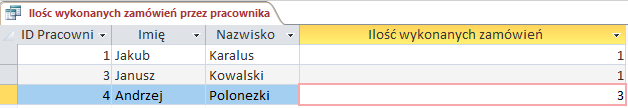 Ilośc wykonanych zamówień przez pracownika
ID Pracowni Imię Nazwisko Ilość wykonanych zamówień
1 Jakub Karalus 1
3 Janusz Kowalski 1
4 Andrzej Polonezki 3